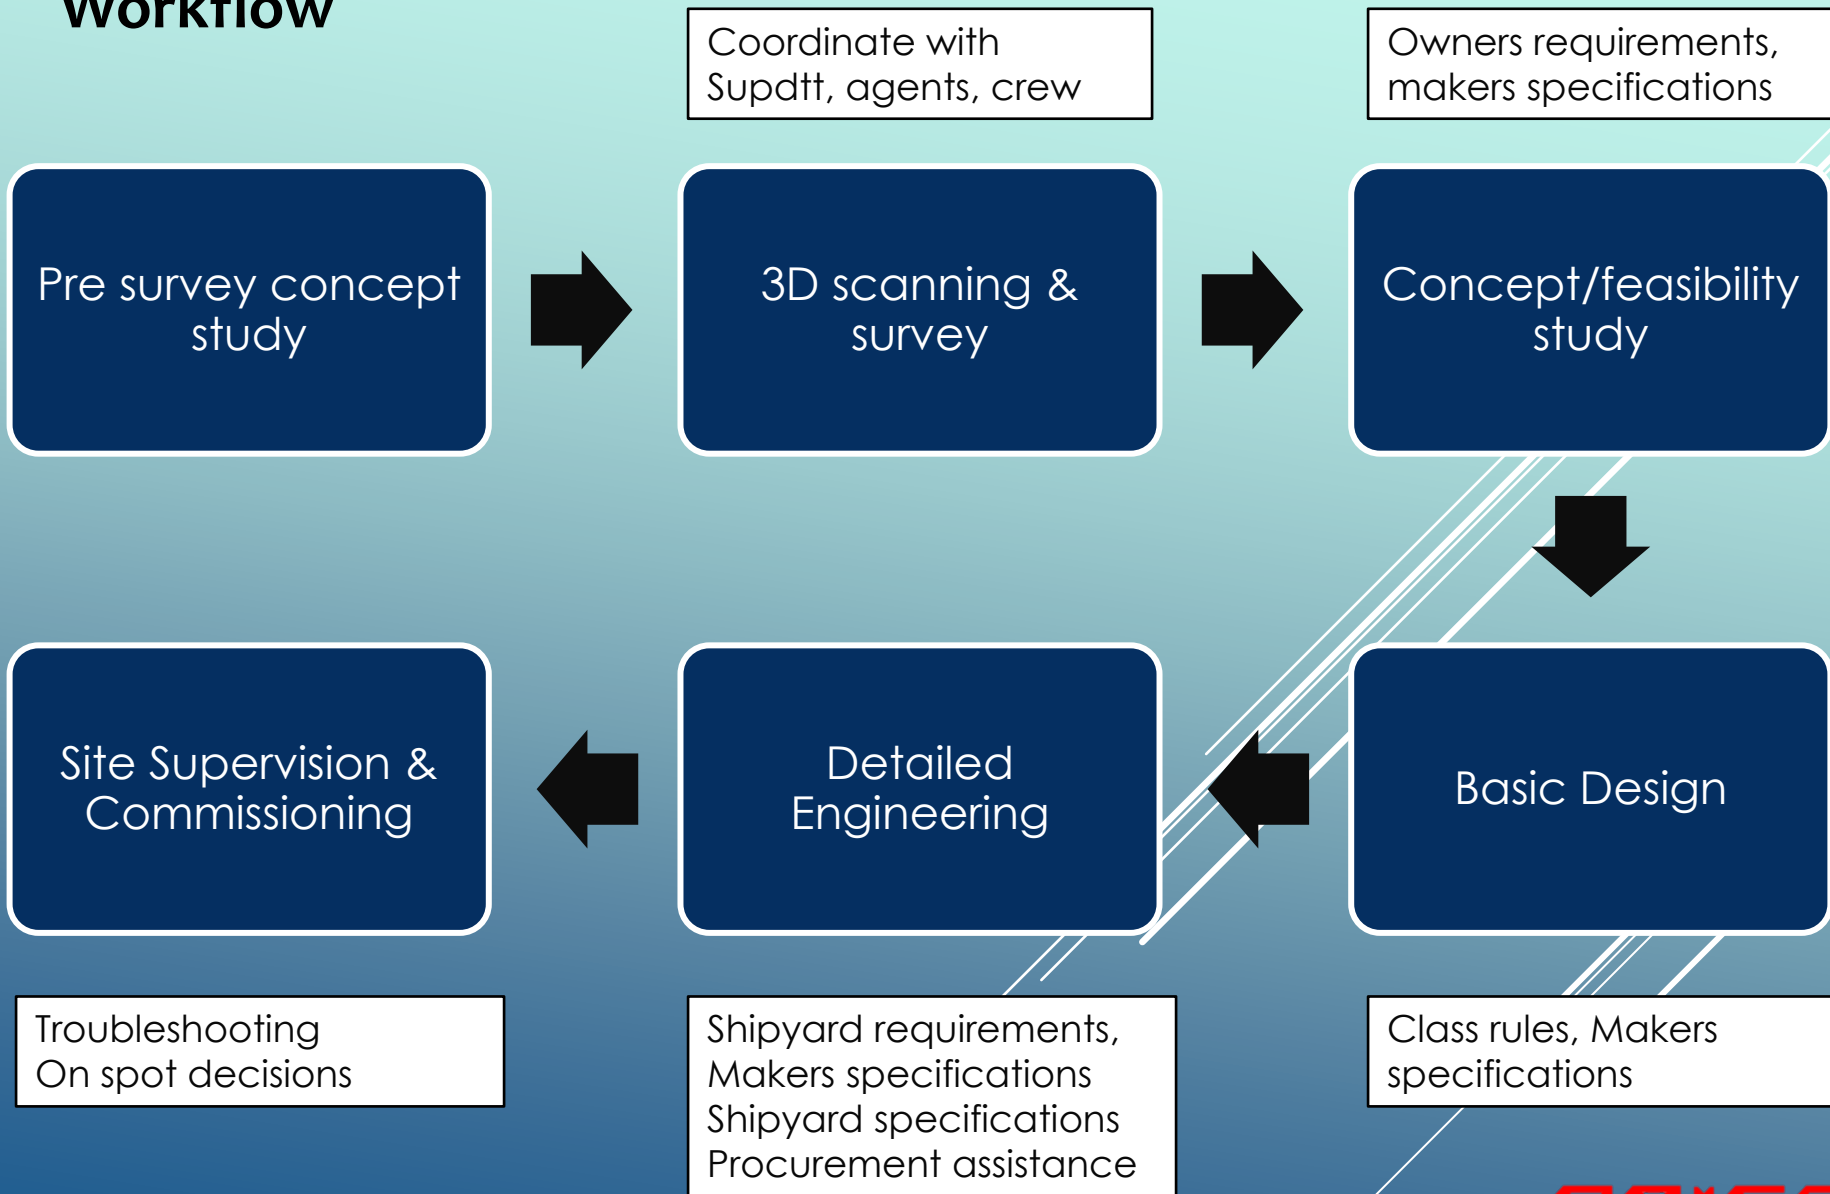 Workflow
Coordinate with
Supdtt, agents, crew
Owners requirements,
makers specifications
Pre survey concept
study
3D scanning &
survey
Concept/feasibility
study
Site Supervision &
Commissioning
Detailed
Engineering
Basic Design
Troubleshooting
On spot decisions
Shipyard requirements,
Makers specifications
Shipyard specifications
Procurement assistance
Class rules, Makers
specifications